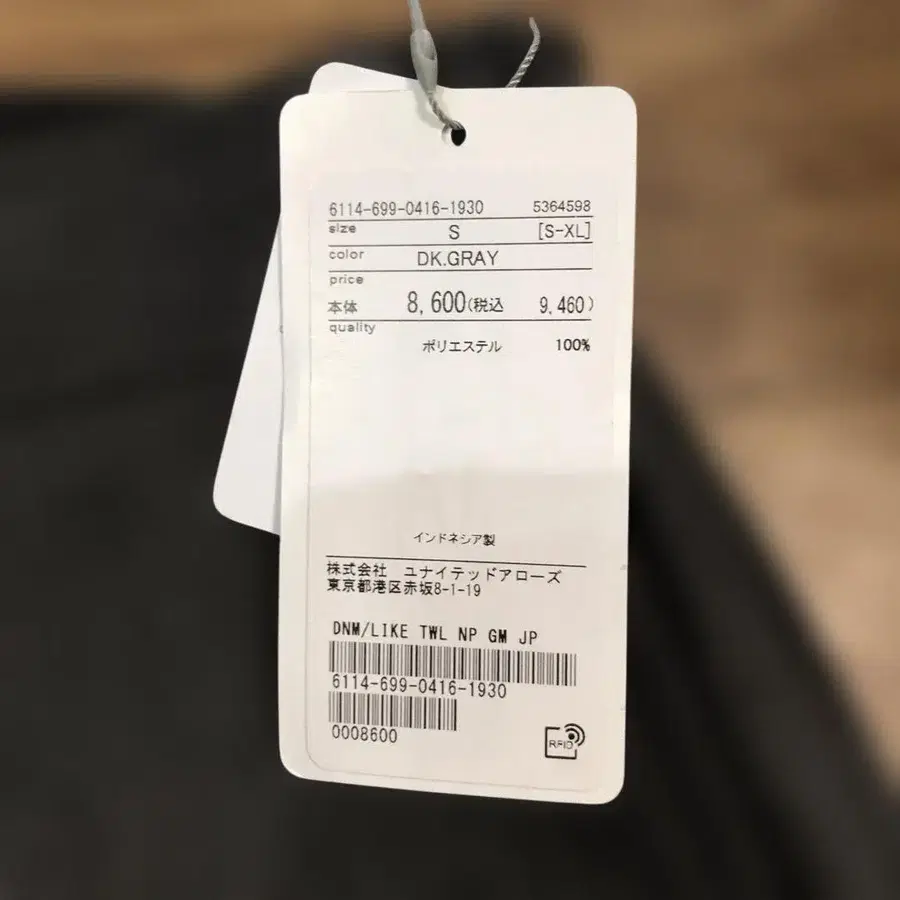 6114-699-0416-1930 5364598
size S [S-XL]
color DK.GRAY
price
本体 8,600(税込 9,460)
quality
ポリエステル 100%
インドネシア製
株式会社 ユナイテッドアローズ
東京都港区赤坂8-1-19
DNM/LIKE TWL NP GM JP
6114-699-0416-1930
0008600
RFID